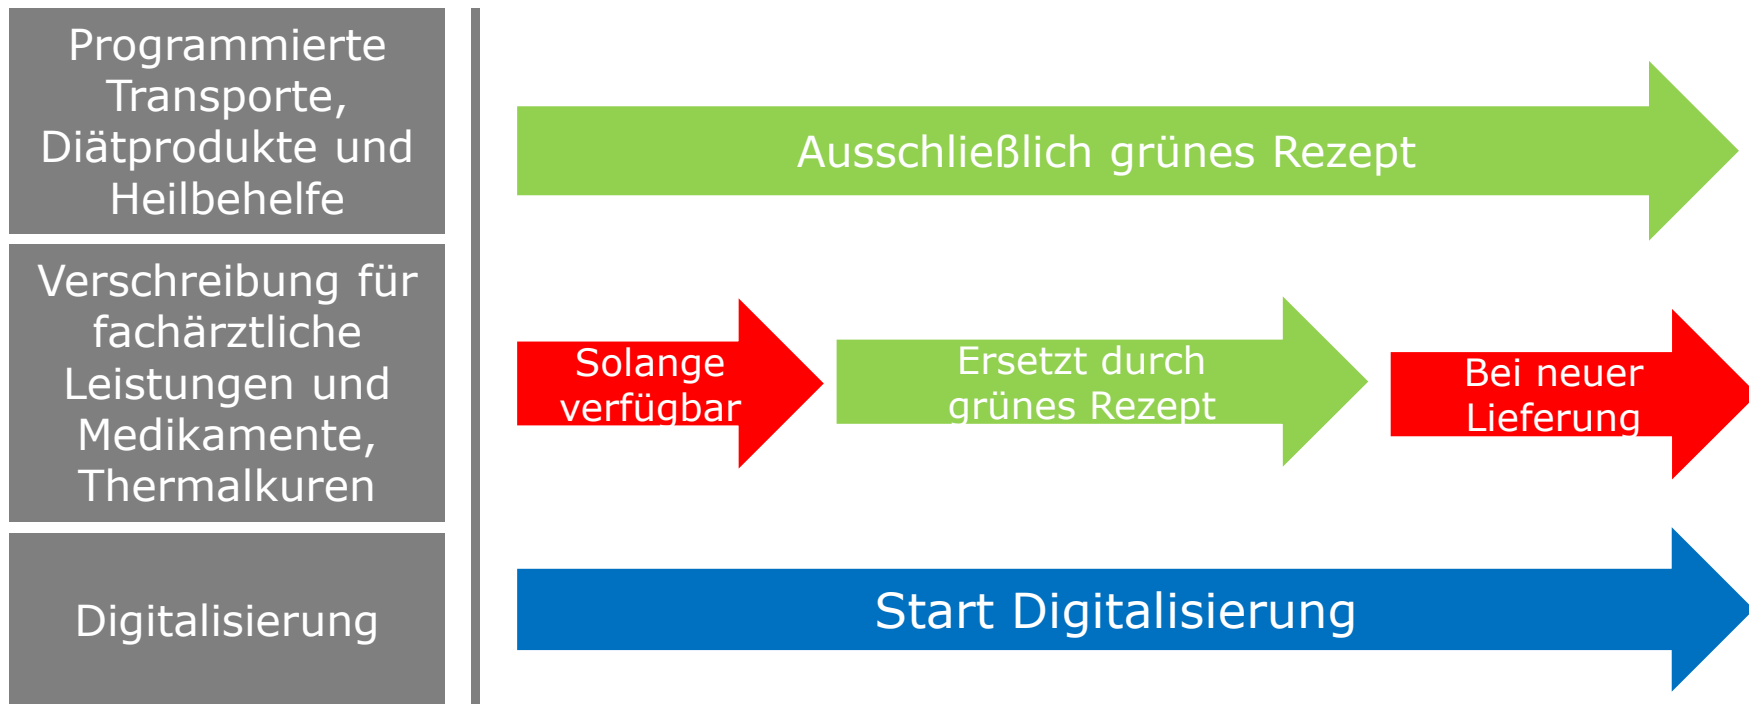 Programmierte
Transporte,
Diätprodukte und
Heilbehelfe
Ausschließlich grünes Rezept
Verschreibung für
fachärztliche
Leistungen und
Medikamente,
Thermalkuren
Solange
verfügbar
Ersetzt durch
grünes Rezept
Bei neuer
Lieferung
Digitalisierung
Start Digitalisierung